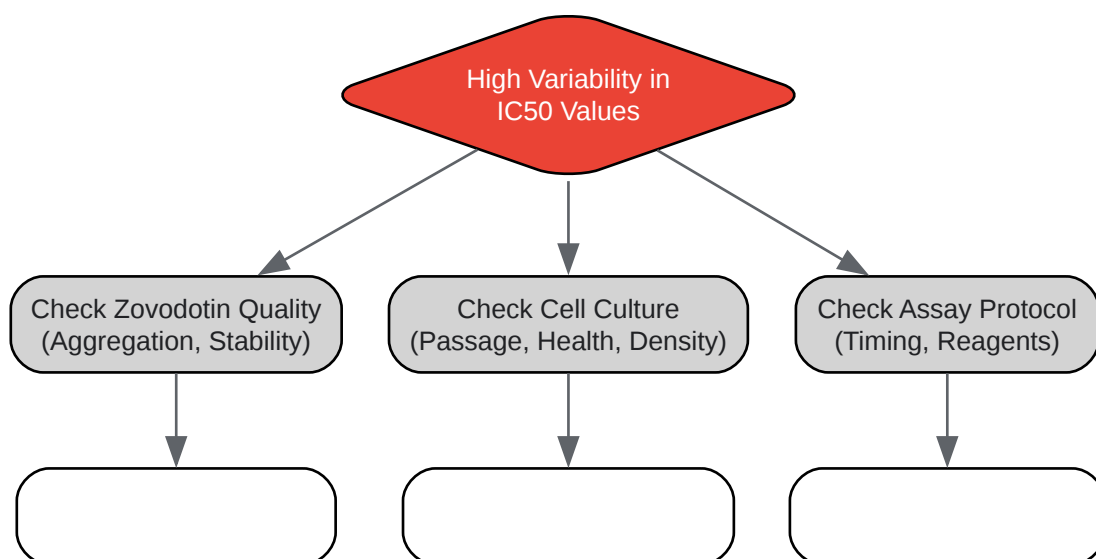 High Variability in
IC50 Values
Check Zovodotin Quality
(Aggregation, Stability)
Check Cell Culture
(Passage, Health, Density)
Check Assay Protocol
(Timing, Reagents)